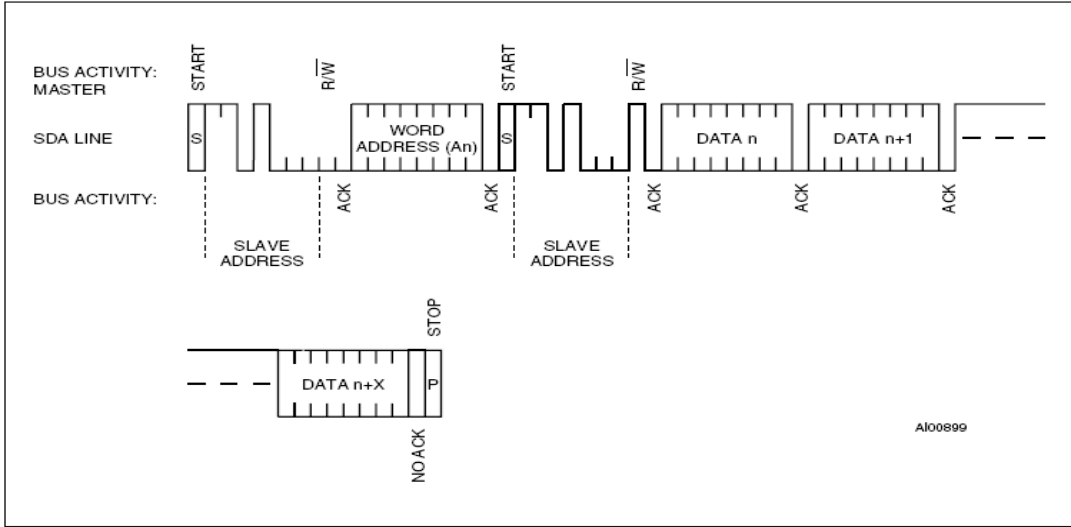 BUS ACTIVITY:
MASTER
START
R/W
START
R/W
SDA LINE
S
WORD
ADDRESS (An)
S
DATA n
DATA n+1
BUS ACTIVITY:
ACK
ACK
ACK
ACK
ACK
SLAVE
ADDRESS
SLAVE
ADDRESS
STOP
DATA n+X
P
NO ACK
AI00899